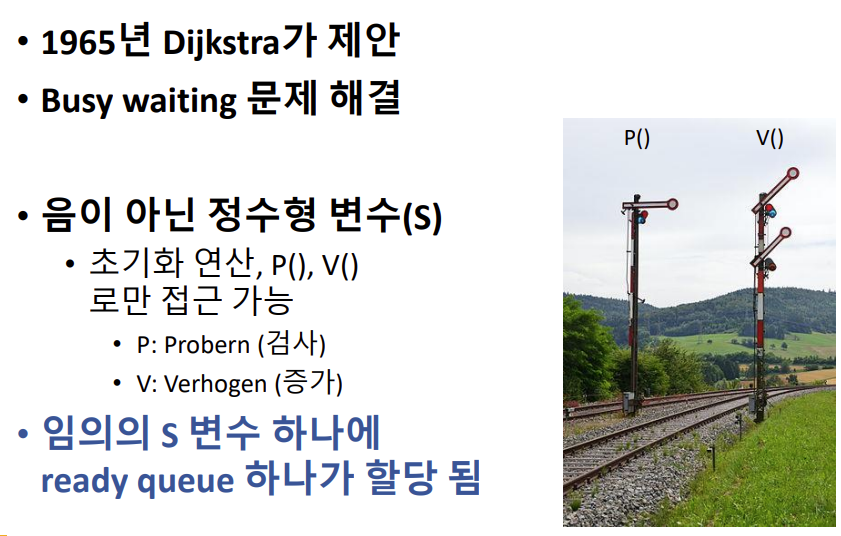 • 1965년 Dijkstra가 제안
• Busy waiting 문제 해결
• 음이 아닌 정수형 변수(S)
• 초기화 연산, P(), V()
로만 접근 가능
• P: Probern (검사)
• V: Verhogen (증가)
• 임의의 S 변수 하나에
ready queue 하나가 할당 됨
P()
V()